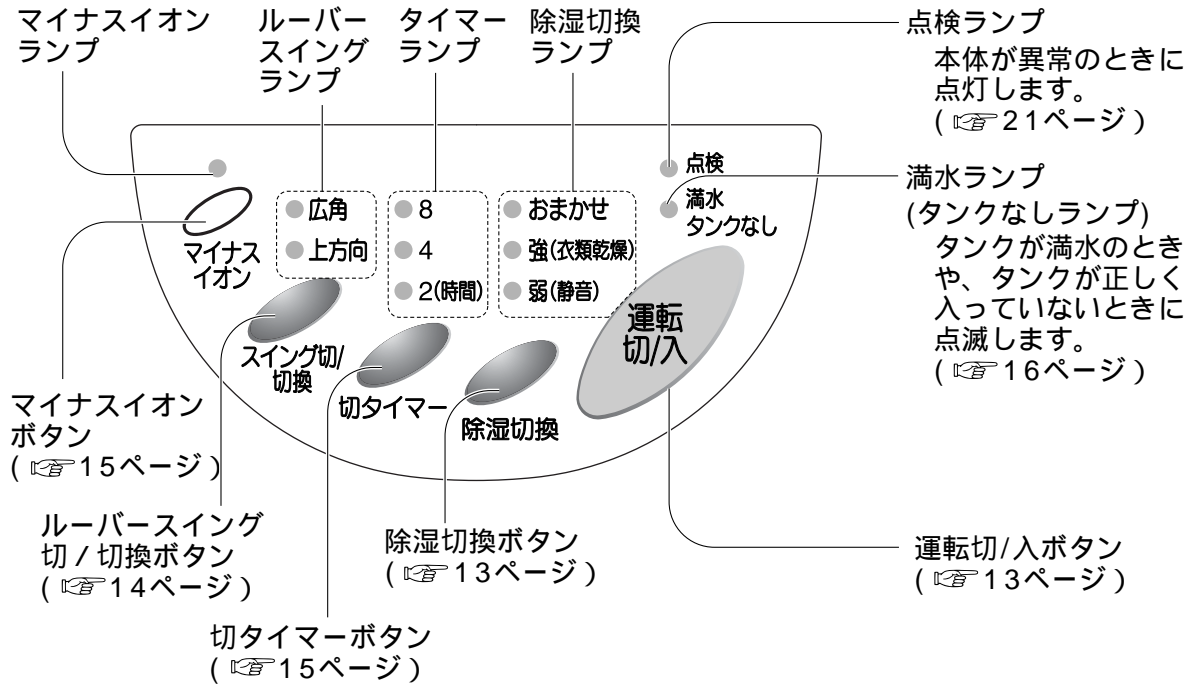 マイナスイオン
ランプ
ルーバー
スイング
ランプ
タイマー
ランプ
除湿切換
ランプ
点検ランプ
本体が異常のときに
点灯します。
(☞21ページ)
満水ランプ
(タンクなしランプ)
タンクが満水のとき
や、タンクが正しく
入っていないときに
点滅します。
(☞16ページ)
マイナス
イオン
広角
上方向
8
4
2(時間)
おまかせ
強(衣類乾燥)
弱(静音)
点検
満水
タンクなし
運転
切/入
スイング切/
切換
切タイマー
除湿切換
マイナスイオン
ボタン
(☞15ページ)
ルーバースイング
切/切換ボタン
(☞14ページ)
切タイマーボタン
(☞15ページ)
除湿切換ボタン
(☞13ページ)
運転切/入ボタン
(☞13ページ)